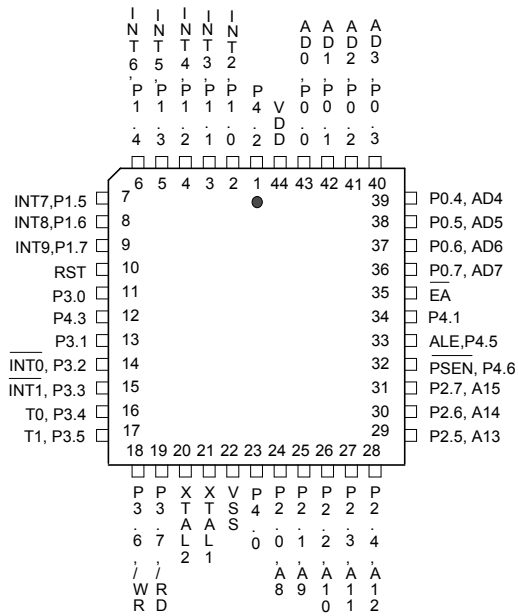 INT6,P1.4
INT5,P1.3
INT4,P1.2
INT3,P1.1
INT2,P1.0
P4.2
VDD
AD0,P0.0
AD1,P0.1
AD2,P0.2
AD3,P0.3
6 5 4 3 2 1 44 43 42 41 40
INT7,P1.5 7 39 P0.4, AD4
INT8,P1.6 8 38 P0.5, AD5
INT9,P1.7 9 37 P0.6, AD6
RST 10 36 P0.7, AD7
P3.0 11 35 EA
P4.3 12 34 P4.1
P3.1 13 33 ALE,P4.5
INT0, P3.2 14 32 PSEN, P4.6
INT1, P3.3 15 31 P2.7, A15
T0, P3.4 16 30 P2.6, A14
T1, P3.5 17 29 P2.5, A13
18 19 20 21 22 23 24 25 26 27 28
P3.6,/WR
P3.7,/RD
XTAL2
XTAL1
VSS
P4.0
P2.0,A8
P2.1,A9
P2.2,A10
P2.3,A11
P2.4,A12